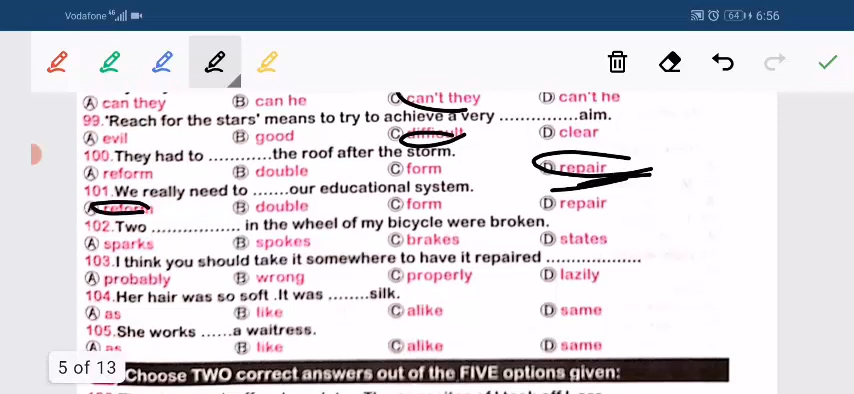 Vodafone 4G 64 6:56
A can they B can he C can't they D can't he
99.'Reach for the stars' means to try to achieve a very ..............aim.
A evil B good C difficult D clear
100.They had to ............the roof after the storm.
A reform B double C form D repair
101.We really need to .......our educational system.
A reform B double C form D repair
102.Two ................ in the wheel of my bicycle were broken.
A sparks B spokes C brakes D states
103.I think you should take it somewhere to have it repaired ...................
A probably B wrong C properly D lazily
104.Her hair was so soft .It was ........silk.
A as B like C alike D same
105.She works ......a waitress.
A as B like C alike D same
5 of 13
Choose TWO correct answers out of the FIVE options given: